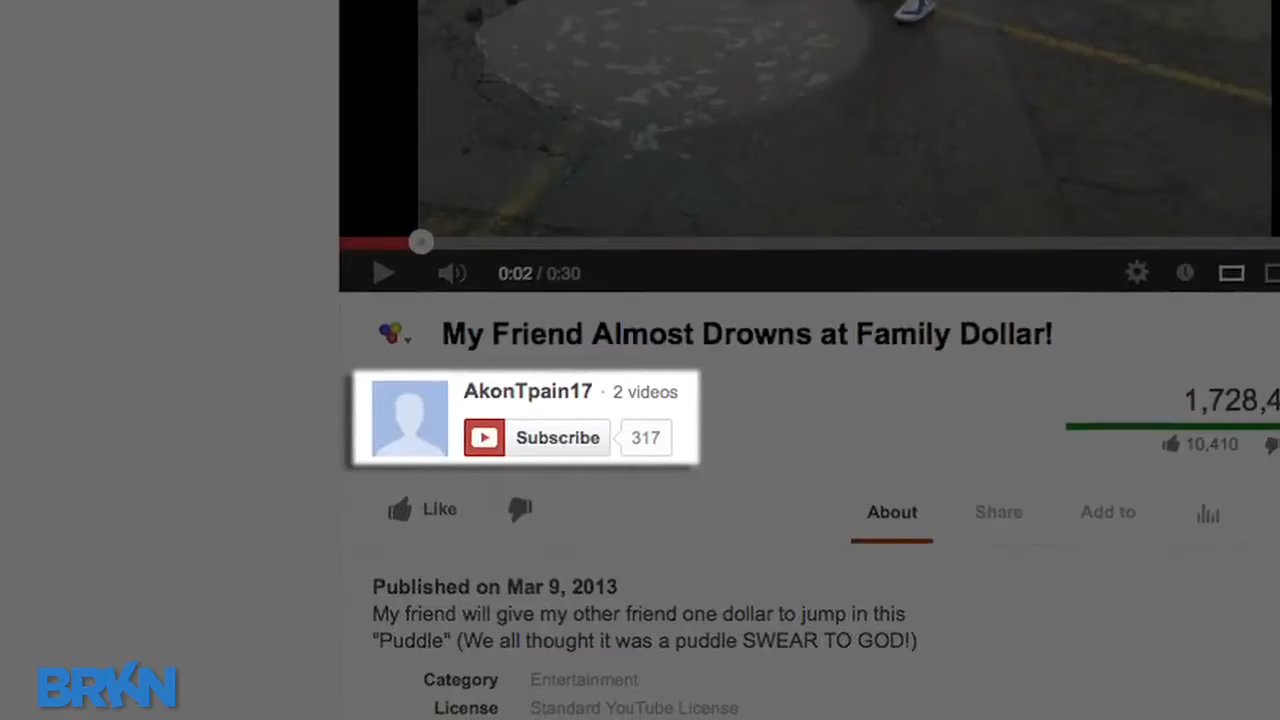 0:02 / 0:30
My Friend Almost Drowns at Family Dollar!
AkonTpain17 · 2 videos
Subscribe 317
1,728,4
10,410
Like
About Share Add to
Published on Mar 9, 2013
My friend will give my other friend one dollar to jump in this
"Puddle" (We all thought it was a puddle SWEAR TO GOD!)
Category Entertainment
License Standard YouTube License
BRKN